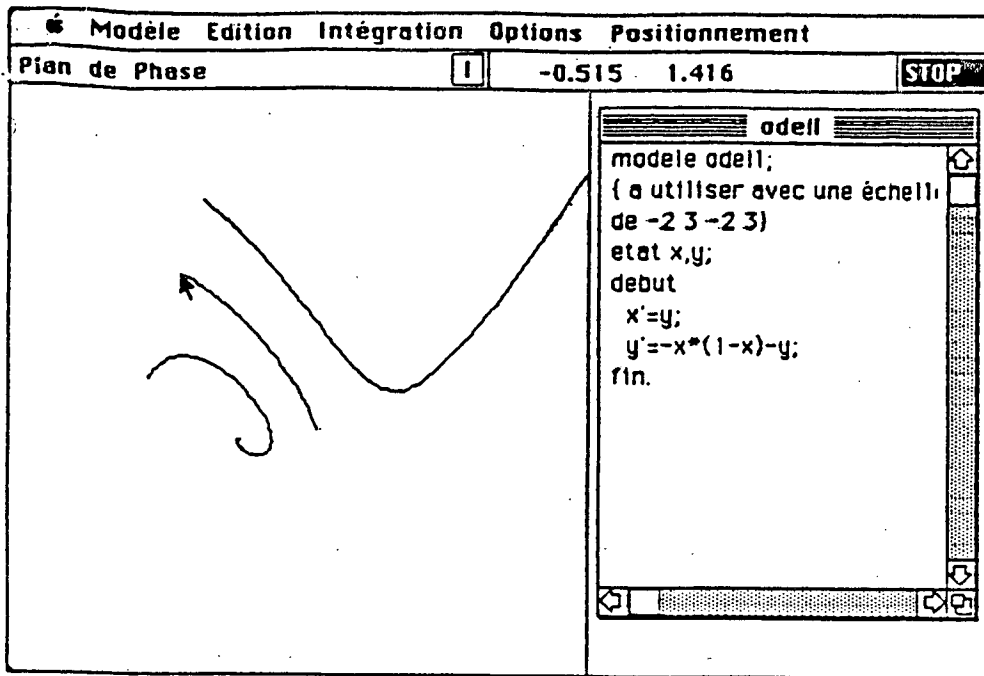 Modèle Edition Intégration Options Positionnement
Plan de Phase I -0.515 1.416 STOP
odell
modele odell;
{ a utiliser avec une échelle
de -2 3 -2 3}
etat x,y;
debut
x'=y;
y'=-x*(1-x)-y;
fin.